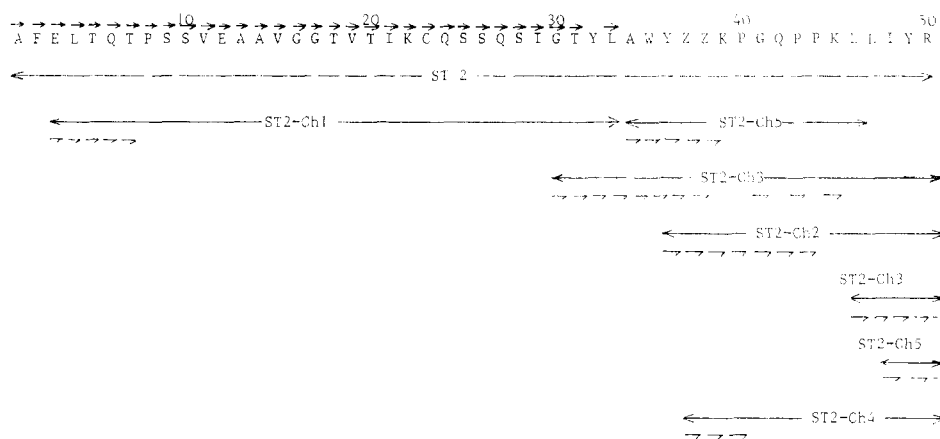 10 20 30 40 50
A F E L T Q T P S S V E A A V G G T V T I K C Q S S Q S I G T Y L A W Y Z Z K P G Q P P K L L I Y R
ST 2
ST2-Ch1 ST2-Ch5
ST2-Ch3
ST2-Ch2
ST2-Ch3
ST2-Ch5
ST2-Ch4